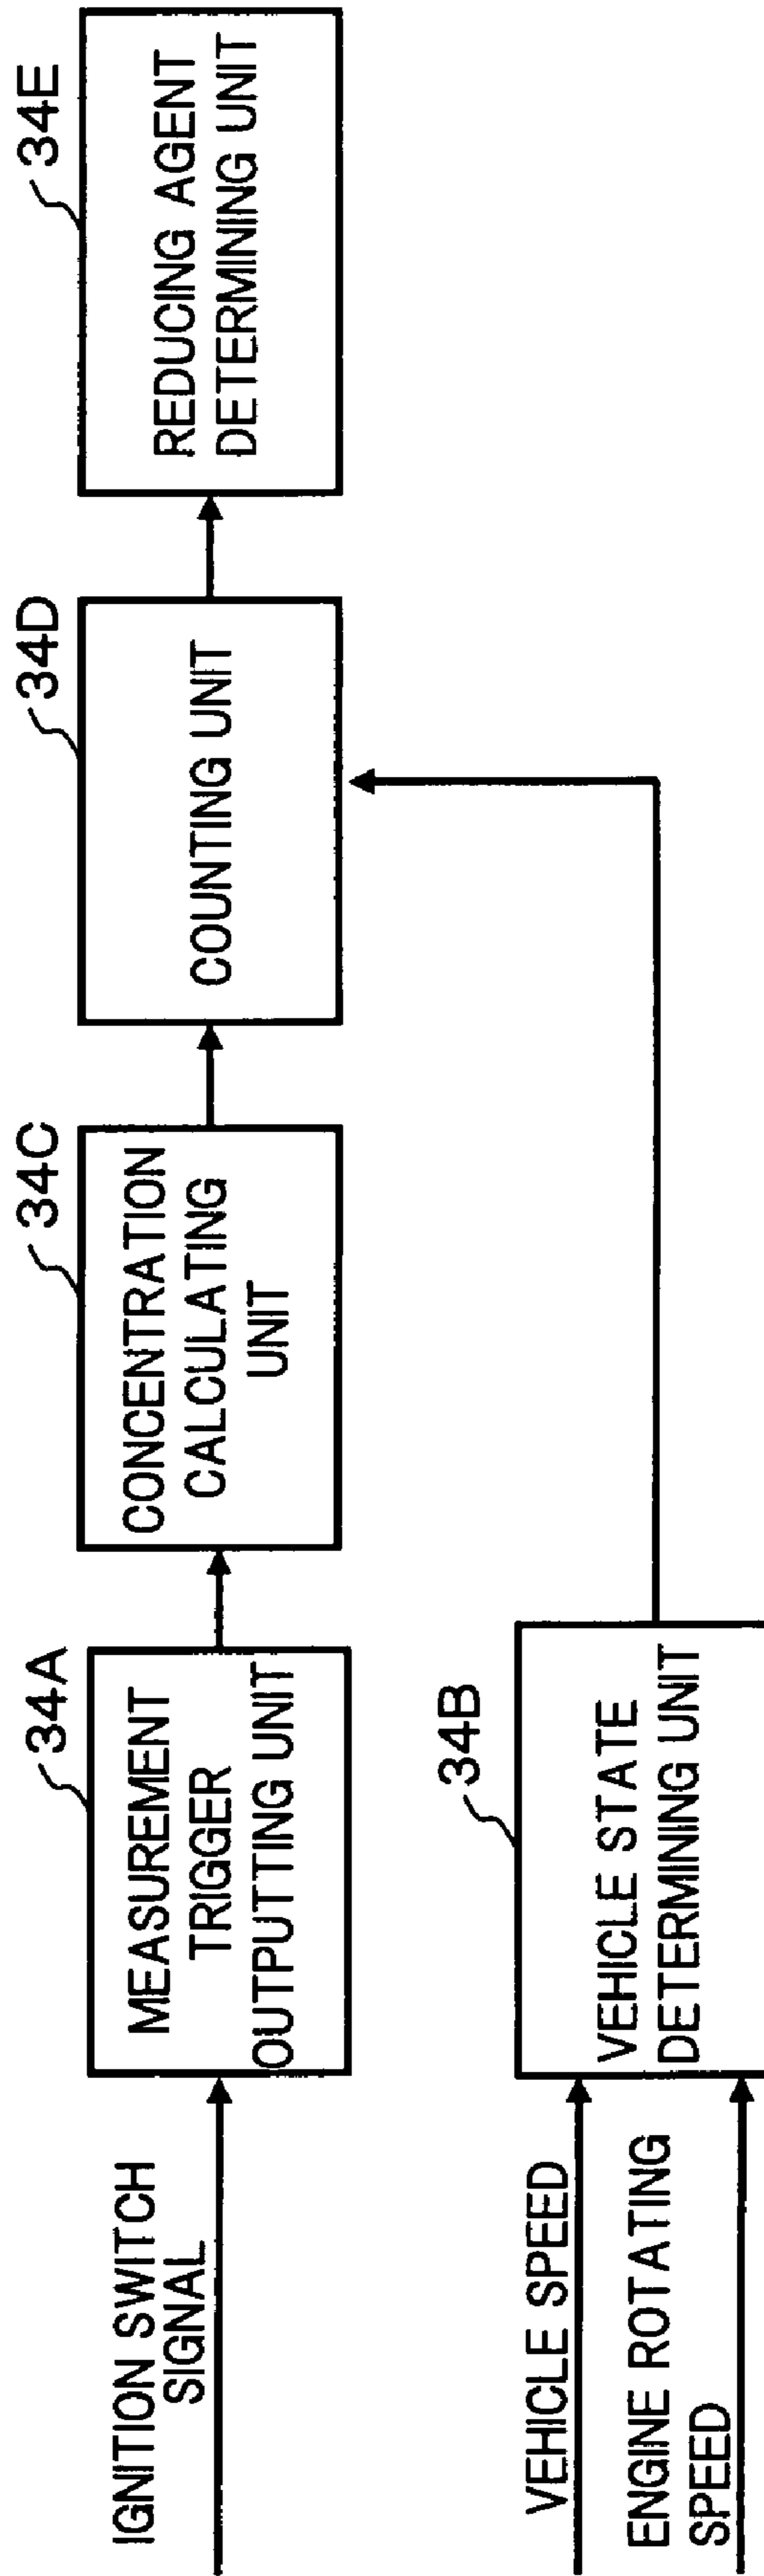 IGNITION SWITCH
SIGNAL
34A
MEASUREMENT
TRIGGER
OUTPUTTING UNIT
34C
CONCENTRATION
CALCULATING
UNIT
34D
COUNTING UNIT
34E
REDUCING AGENT
DETERMINING UNIT
VEHICLE SPEED
ENGINE ROTATING
SPEED
34B
VEHICLE STATE
DETERMINING UNIT